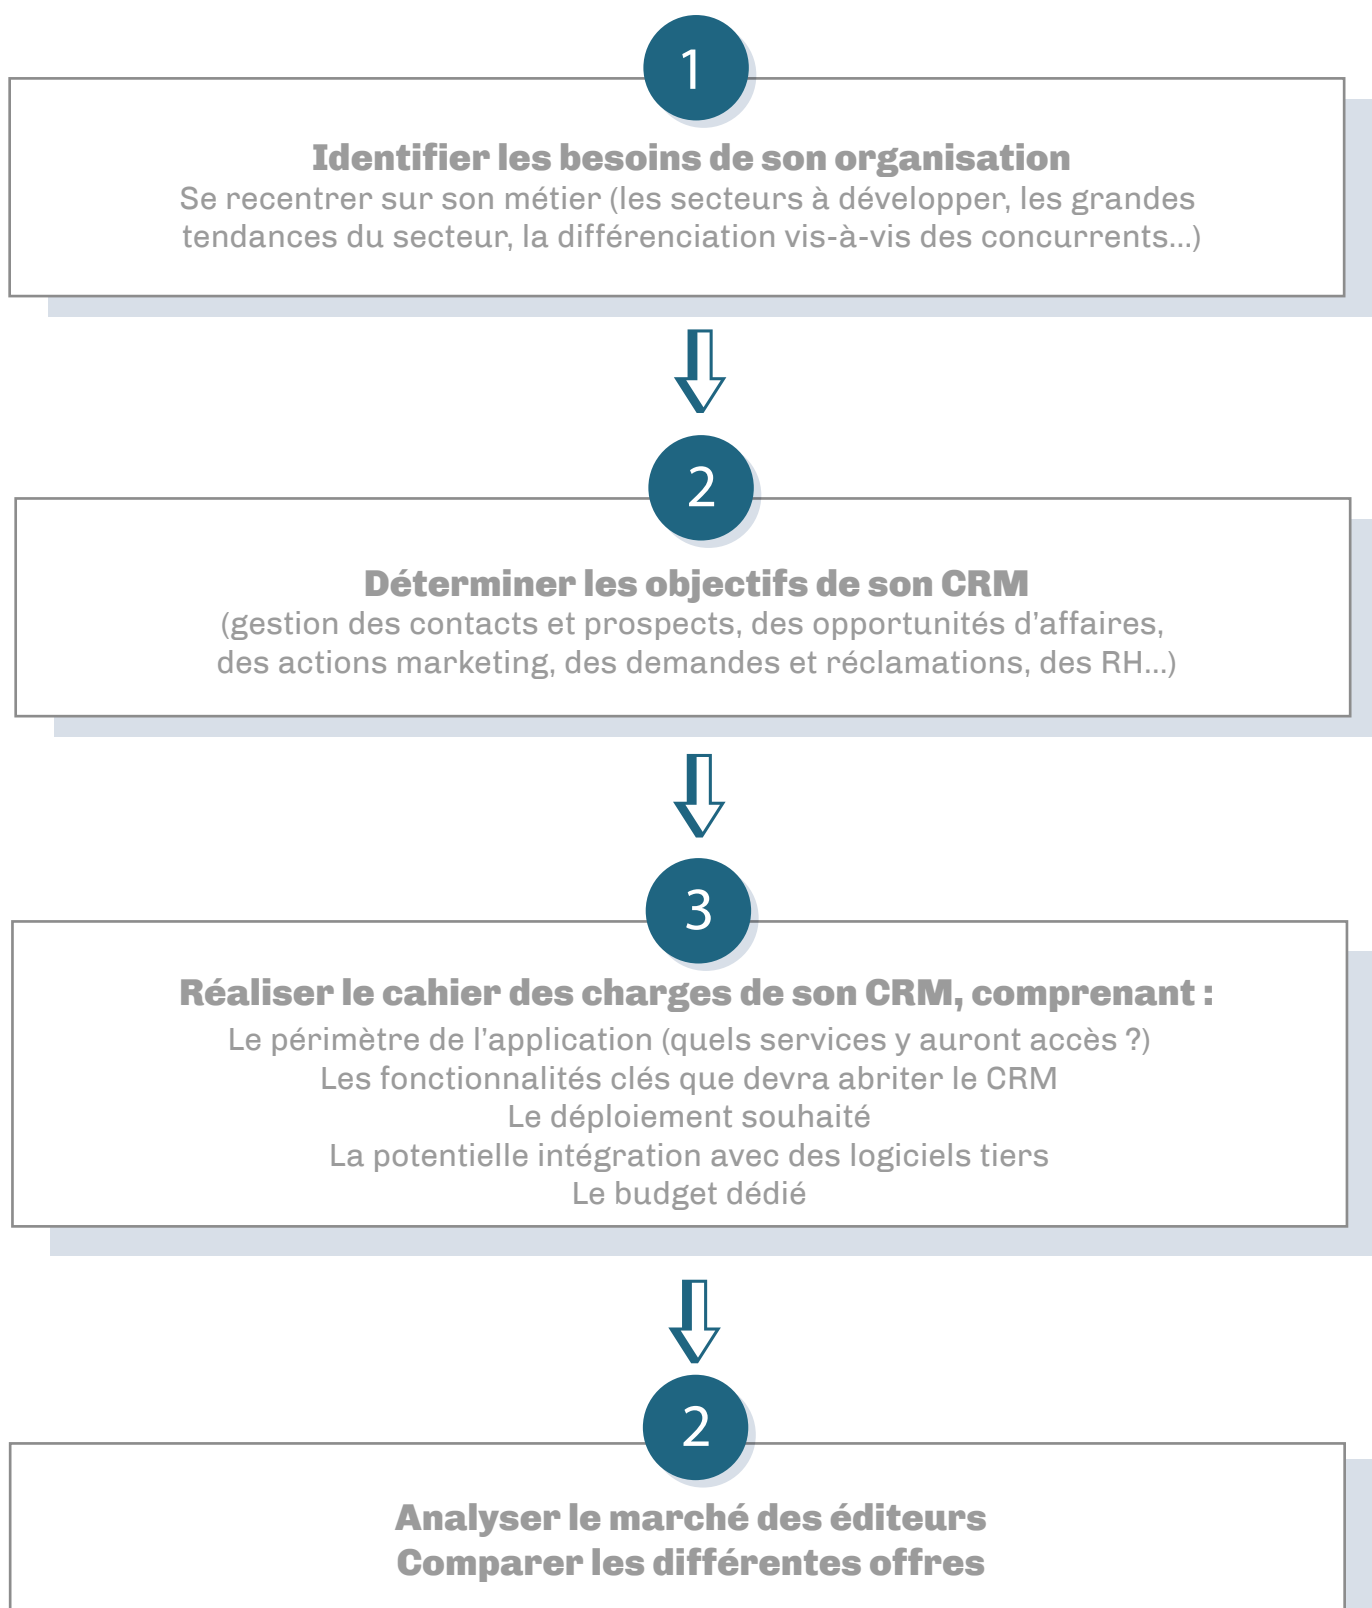 1
Identifier les besoins de son organisation
Se recentrer sur son métier (les secteurs à développer, les grandes
tendances du secteur, la différenciation vis-à-vis des concurrents...)
2
Déterminer les objectifs de son CRM
(gestion des contacts et prospects, des opportunités d'affaires,
des actions marketing, des demandes et réclamations, des RH...)
3
Réaliser le cahier des charges de son CRM, comprenant :
Le périmètre de l'application (quels services y auront accès ?)
Les fonctionnalités clés que devra abriter le CRM
Le déploiement souhaité
La potentielle intégration avec des logiciels tiers
Le budget dédié
2
Analyser le marché des éditeurs
Comparer les différentes offres